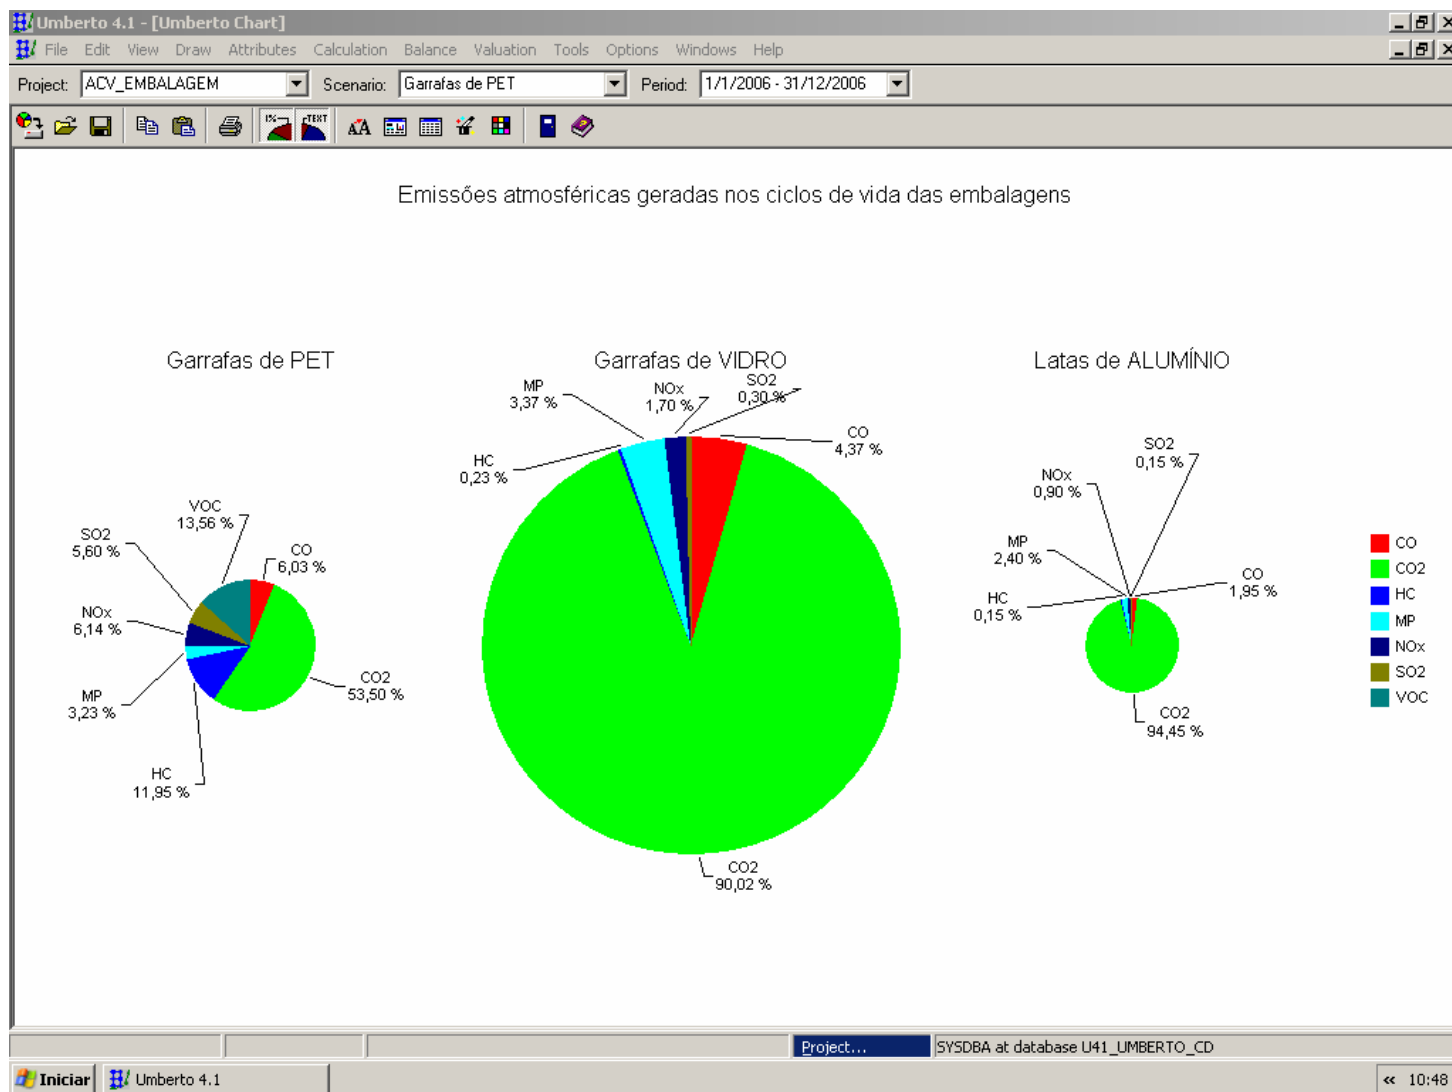 Umberto 4.1 - [Umberto Chart]
File Edit View Draw Attributes Calculation Balance Valuation Tools Options Windows Help
Project: ACV_EMBALAGEM Scenario: Garrafas de PET Period: 1/1/2006 - 31/12/2006
1% TEXT AA
Emissões atmosféricas geradas nos ciclos de vida das embalagens
Garrafas de PET
VOC
13,56 %
SO2
5,60 %
CO
6,03 %
NOx
6,14 %
CO2
53,50 %
MP
3,23 %
HC
11,95 %
Garrafas de VIDRO
MP
3,37 %
NOx
1,70 %
SO2
0,30 %
CO
4,37 %
HC
0,23 %
CO2
90,02 %
Latas de ALUMÍNIO
SO2
0,15 %
NOx
0,90 %
MP
2,40 %
CO
1,95 %
HC
0,15 %
CO2
94,45 %
CO
CO2
HC
MP
NOx
SO2
VOC
Project... SYSDBA at database U41_UMBERTO_CD
Iniciar Umberto 4.1 « 10:48